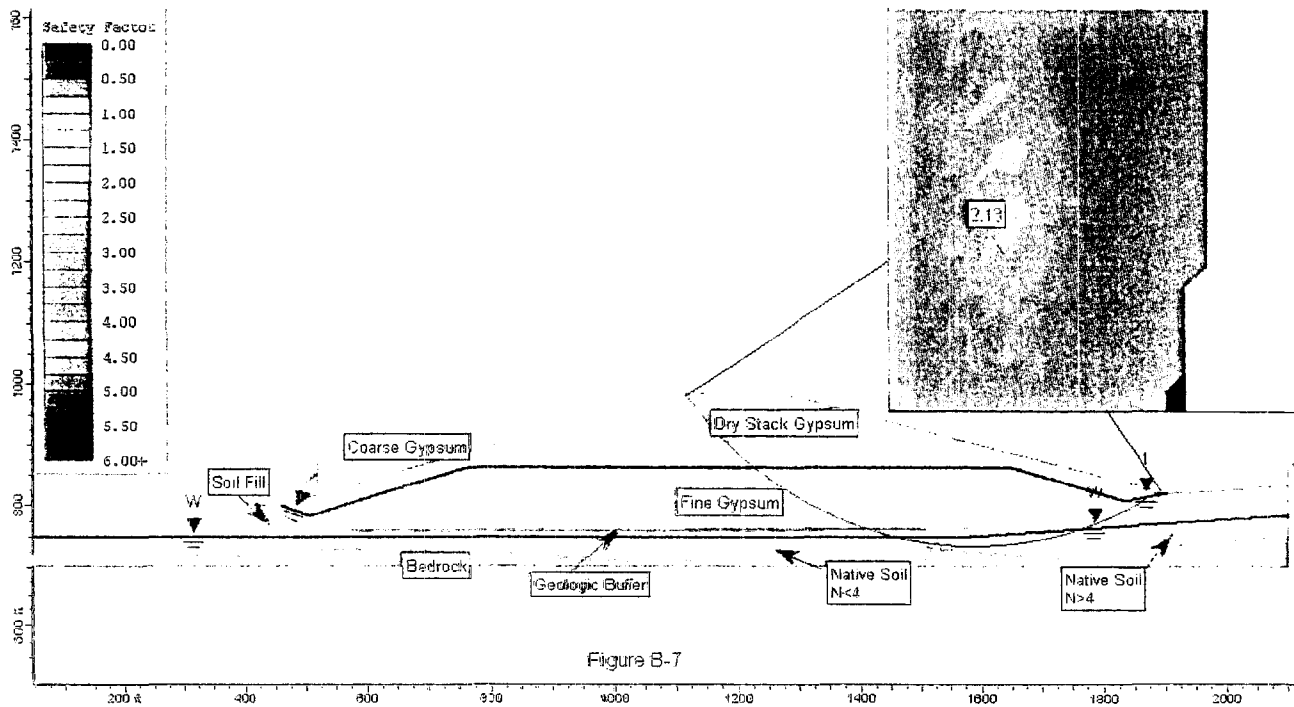 Safety Factor
0.00
0.50
1.00
1.50
2.00
2.50
3.00
3.50
4.00
4.50
5.00
5.50
6.00+
1400
1200
1000
2.13
Dry Stack Gypsum
Coarse Gypsum
Soil Fill
W
W
Fine Gypsum
Bedrock
Geologic Buffer
Native Soil
N<4
Native Soil
N>4
Figure B-7
200 ft
400
600
800
1000
1200
1400
1600
1800
2000